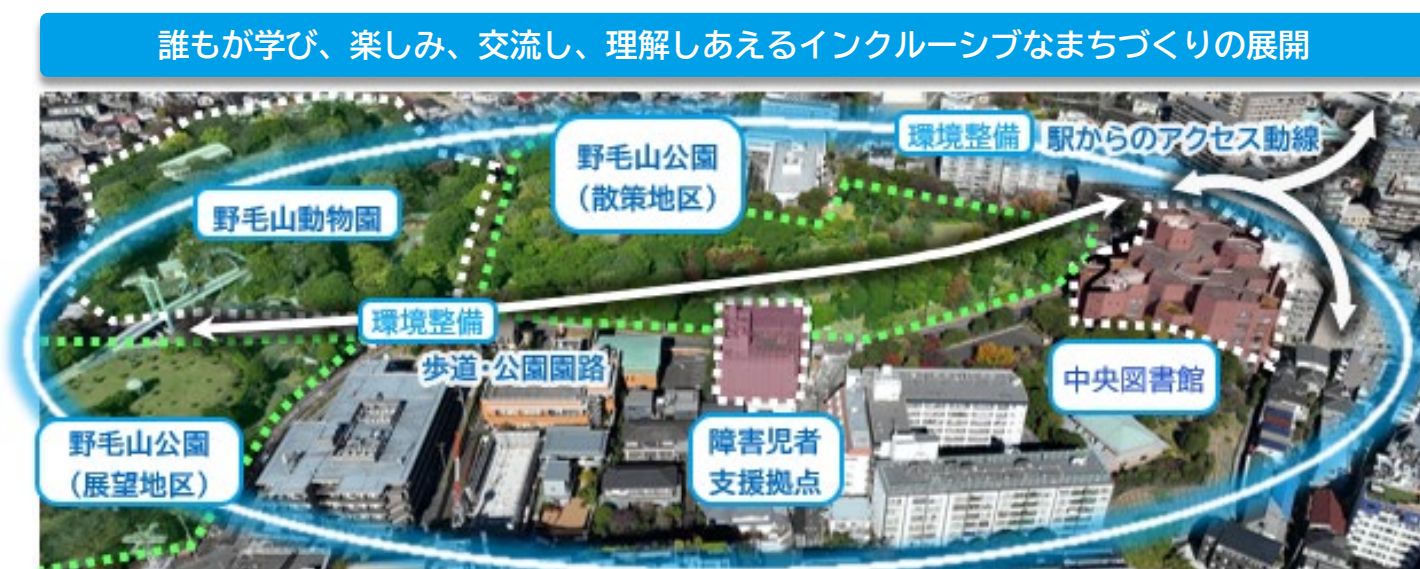 誰もが学び、楽しみ、交流し、理解しあえるインクルーシブなまちづくりの展開
環境整備
駅からのアクセス動線
野毛山公園
（散策地区）
野毛山動物園
環境整備
歩道・公園園路
中央図書館
野毛山公園
（展望地区）
障害児者
支援拠点